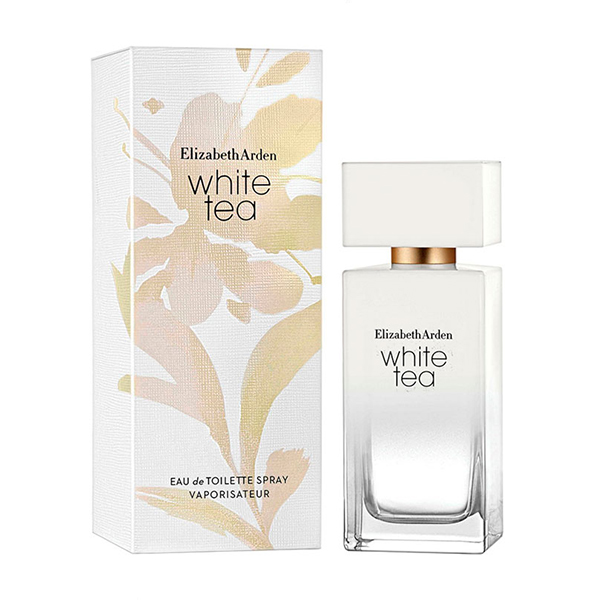 ElizabethArden
white
tea
EAU de TOILETTE SPRAY
VAPORISATEUR
ElizabethArden
white
tea